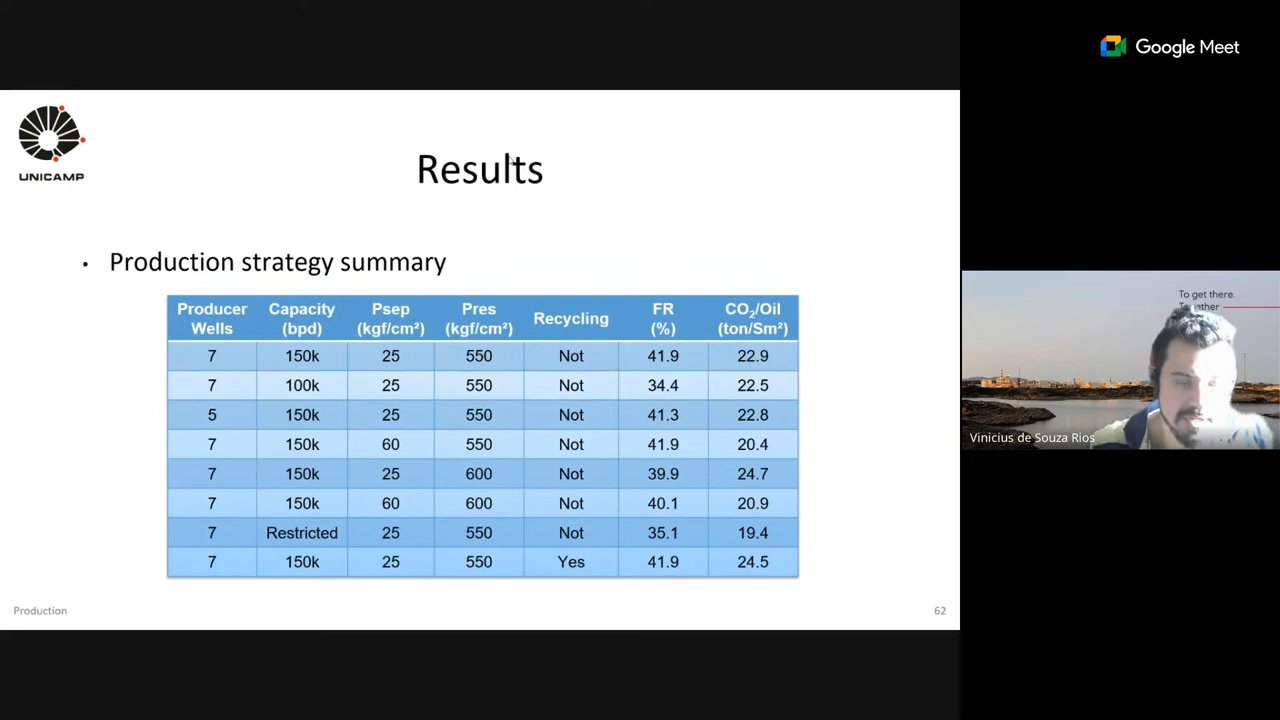 Google Meet
UNICAMP
Results
• Production strategy summary
Producer Wells | Capacity (bpd) | Psep (kgf/cm²) | Pres (kgf/cm²) | Recycling | FR (%) | CO₂/Oil (ton/Sm²)
7 | 150k | 25 | 550 | Not | 41.9 | 22.9
7 | 100k | 25 | 550 | Not | 34.4 | 22.5
5 | 150k | 25 | 550 | Not | 41.3 | 22.8
7 | 150k | 60 | 550 | Not | 41.9 | 20.4
7 | 150k | 25 | 600 | Not | 39.9 | 24.7
7 | 150k | 60 | 600 | Not | 40.1 | 20.9
7 | Restricted | 25 | 550 | Not | 35.1 | 19.4
7 | 150k | 25 | 550 | Yes | 41.9 | 24.5
Production
62
To get there.
Vinicius de Souza Rios